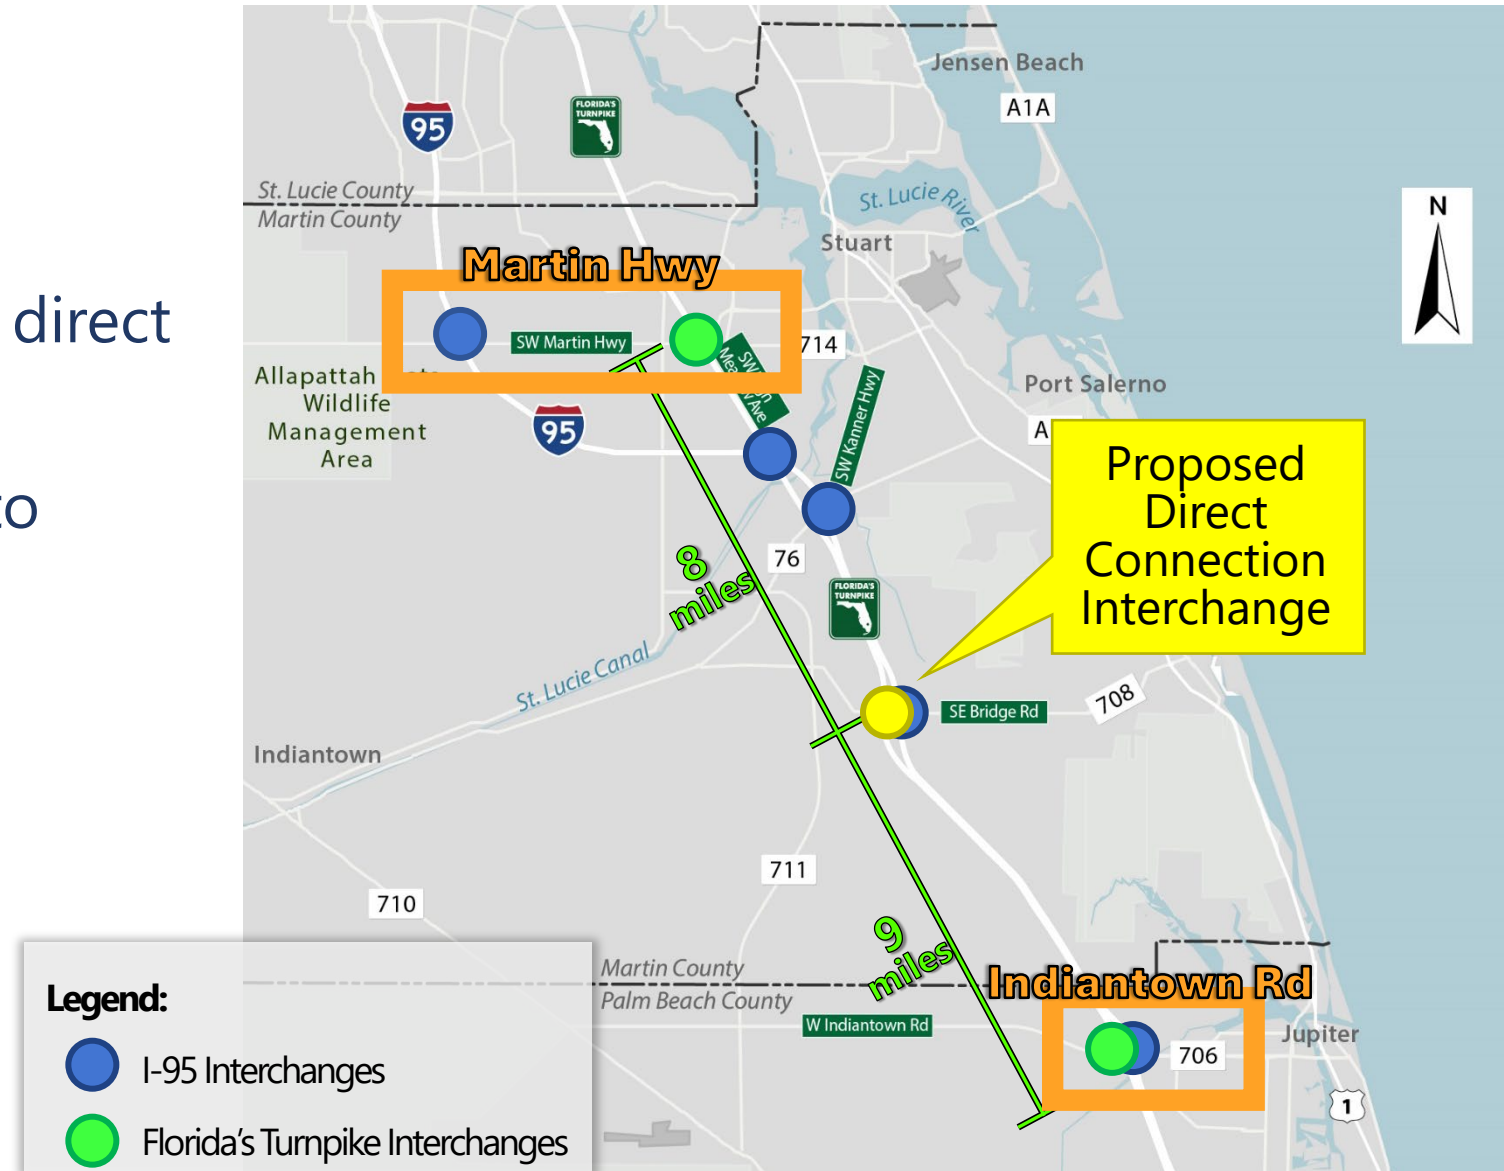 Jensen Beach
A1A
95
FLORIDA'S
TURNPIKE
St. Lucie County
Martin County
St. Lucie River
N
Stuart
Martin Hwy
direct
SW Martin Hwy
714
SW
Ave
SW Kanner Hwy
Allapattah
Wildlife
Management
Area
Port Salerno
95
A
Proposed
Direct
Connection
Interchange
to
8
miles
76
FLORIDA'S
TURNPIKE
St. Lucie Canal
708
SE Bridge Rd
Indiantown
711
710
9
miles
Martin County
Palm Beach County
Indiantown Rd
W Indiantown Rd
706
Jupiter
1
Legend:
I-95 Interchanges
Florida's Turnpike Interchanges